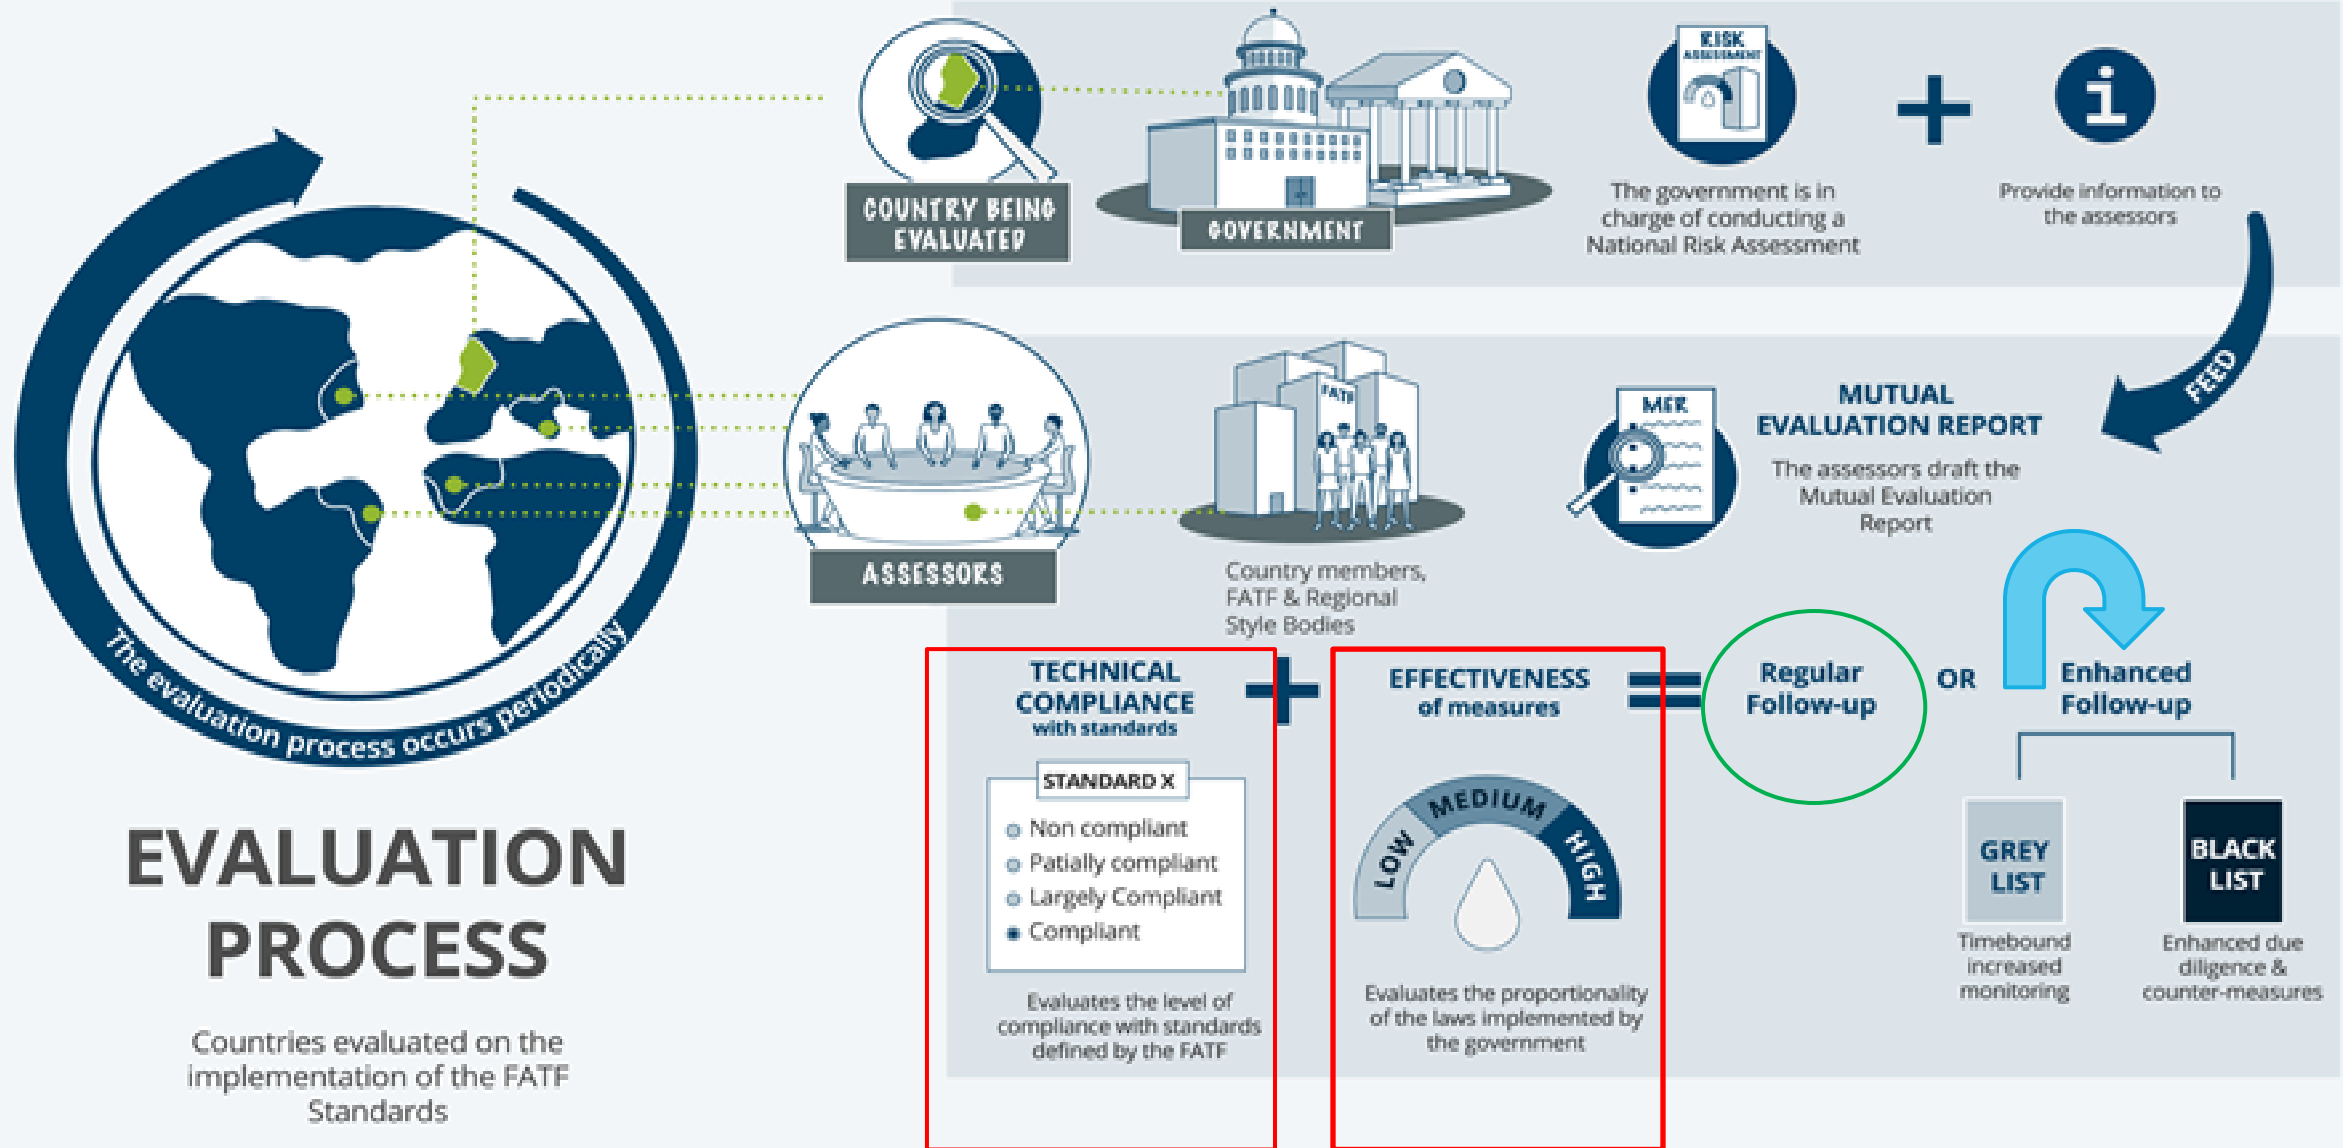 RISK
ASSESSMENT
COUNTRY BEING
EVALUATED
GOVERNMENT
The government is in
charge of conducting a
National Risk Assessment
Provide information to
the assessors
FEED
ASSESSORS
FATF
Country members,
FATF & Regional
Style Bodies
MER
MUTUAL
EVALUATION REPORT
The assessors draft the
Mutual Evaluation
Report
The evaluation process occurs periodically
EVALUATION
PROCESS
Countries evaluated on the
implementation of the FATF
Standards
TECHNICAL
COMPLIANCE
with standards
STANDARD X
Non compliant
Patially compliant
Largely Compliant
Compliant
Evaluates the level of
compliance with standards
defined by the FATF
+
EFFECTIVENESS
of measures
LOW
MEDIUM
HIGH
Evaluates the proportionality
of the laws implemented by
the government
=
Regular
Follow-up
OR
Enhanced
Follow-up
GREY
LIST
Timebound
increased
monitoring
BLACK
LIST
Enhanced due
diligence &
counter-measures